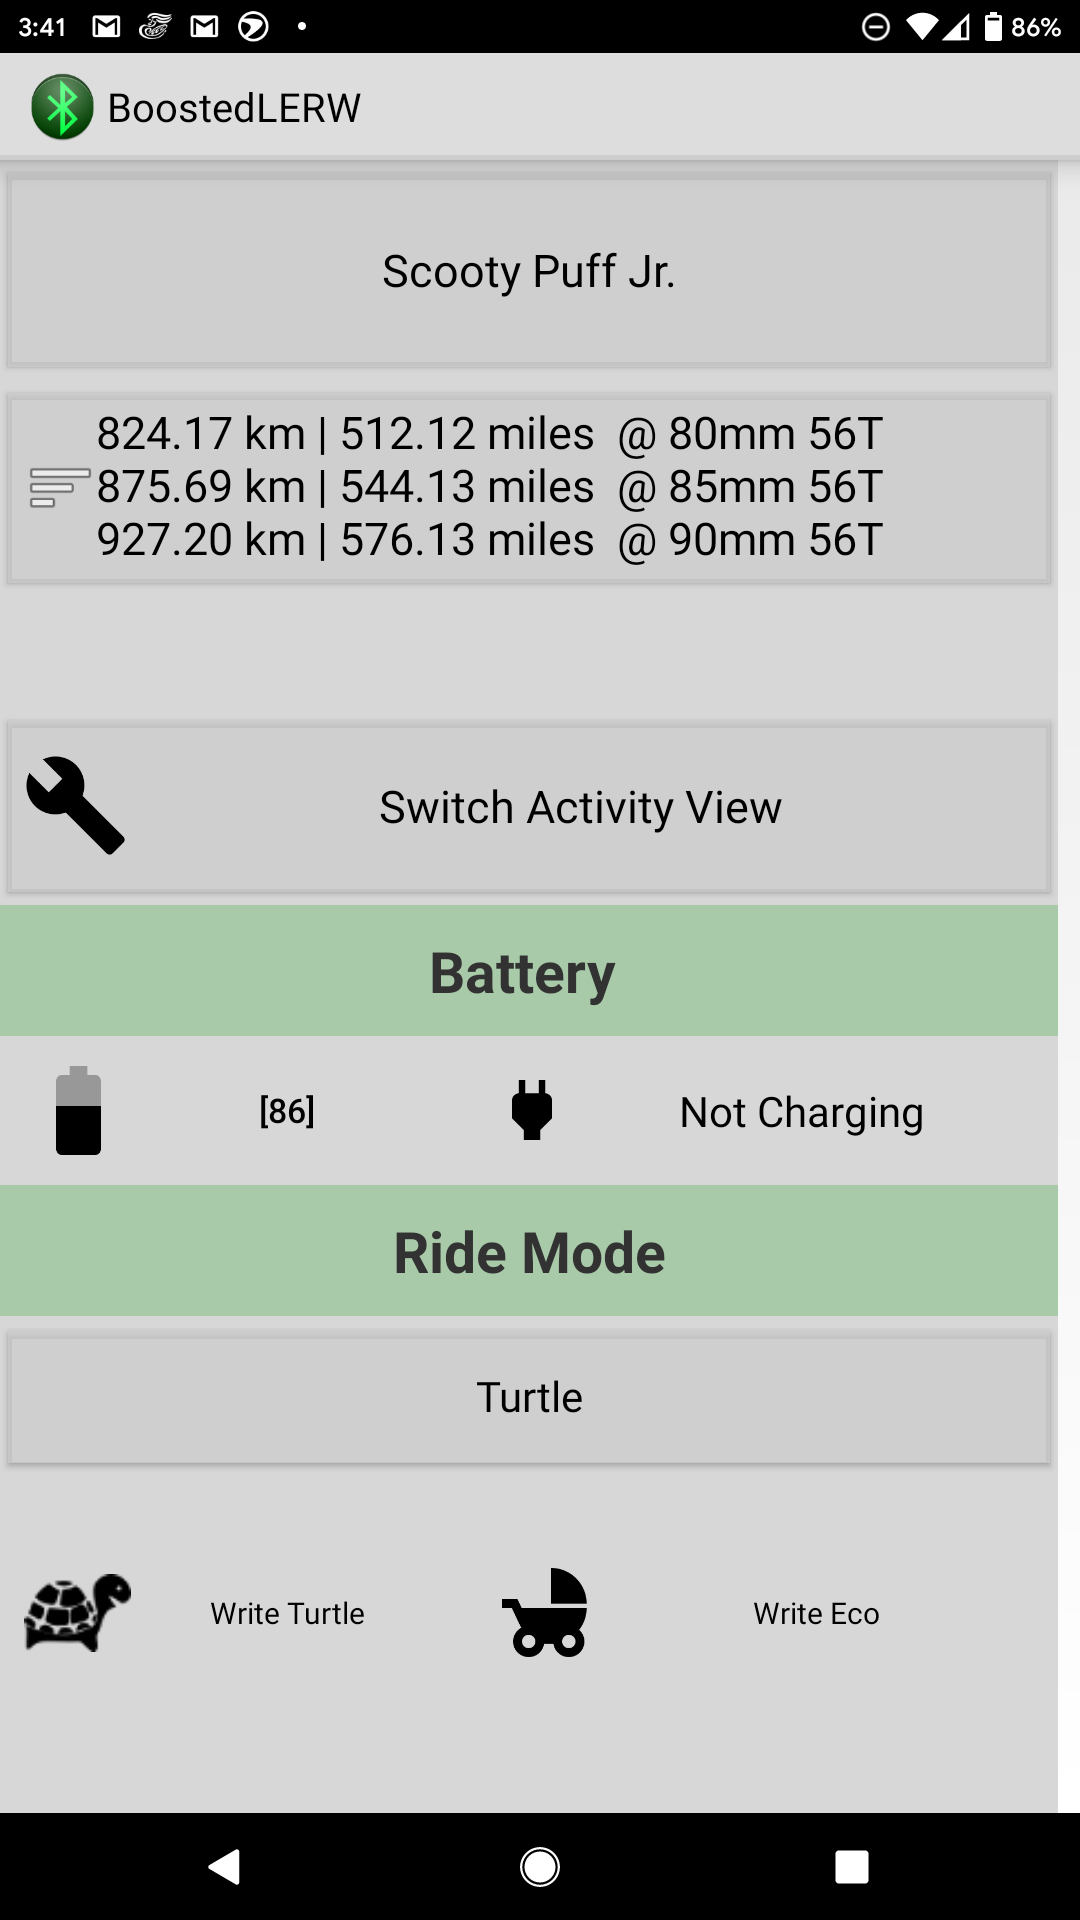 3:41 86%
BoostedLERW
Scooty Puff Jr.
824.17 km | 512.12 miles @ 80mm 56T
875.69 km | 544.13 miles @ 85mm 56T
927.20 km | 576.13 miles @ 90mm 56T
Switch Activity View
Battery
[86] Not Charging
Ride Mode
Turtle
Write Turtle Write Eco